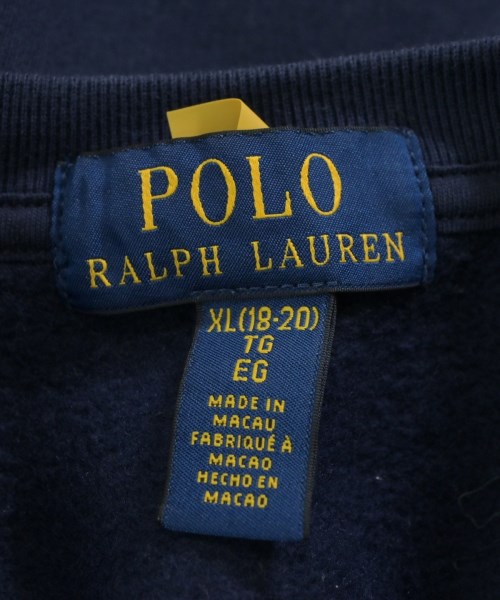 POLO
RALPH LAUREN
XL(18-20)
TG
EG
MADE IN
MACAU
FABRIQUÉ À
MACAO
HECHO EN
MACAO